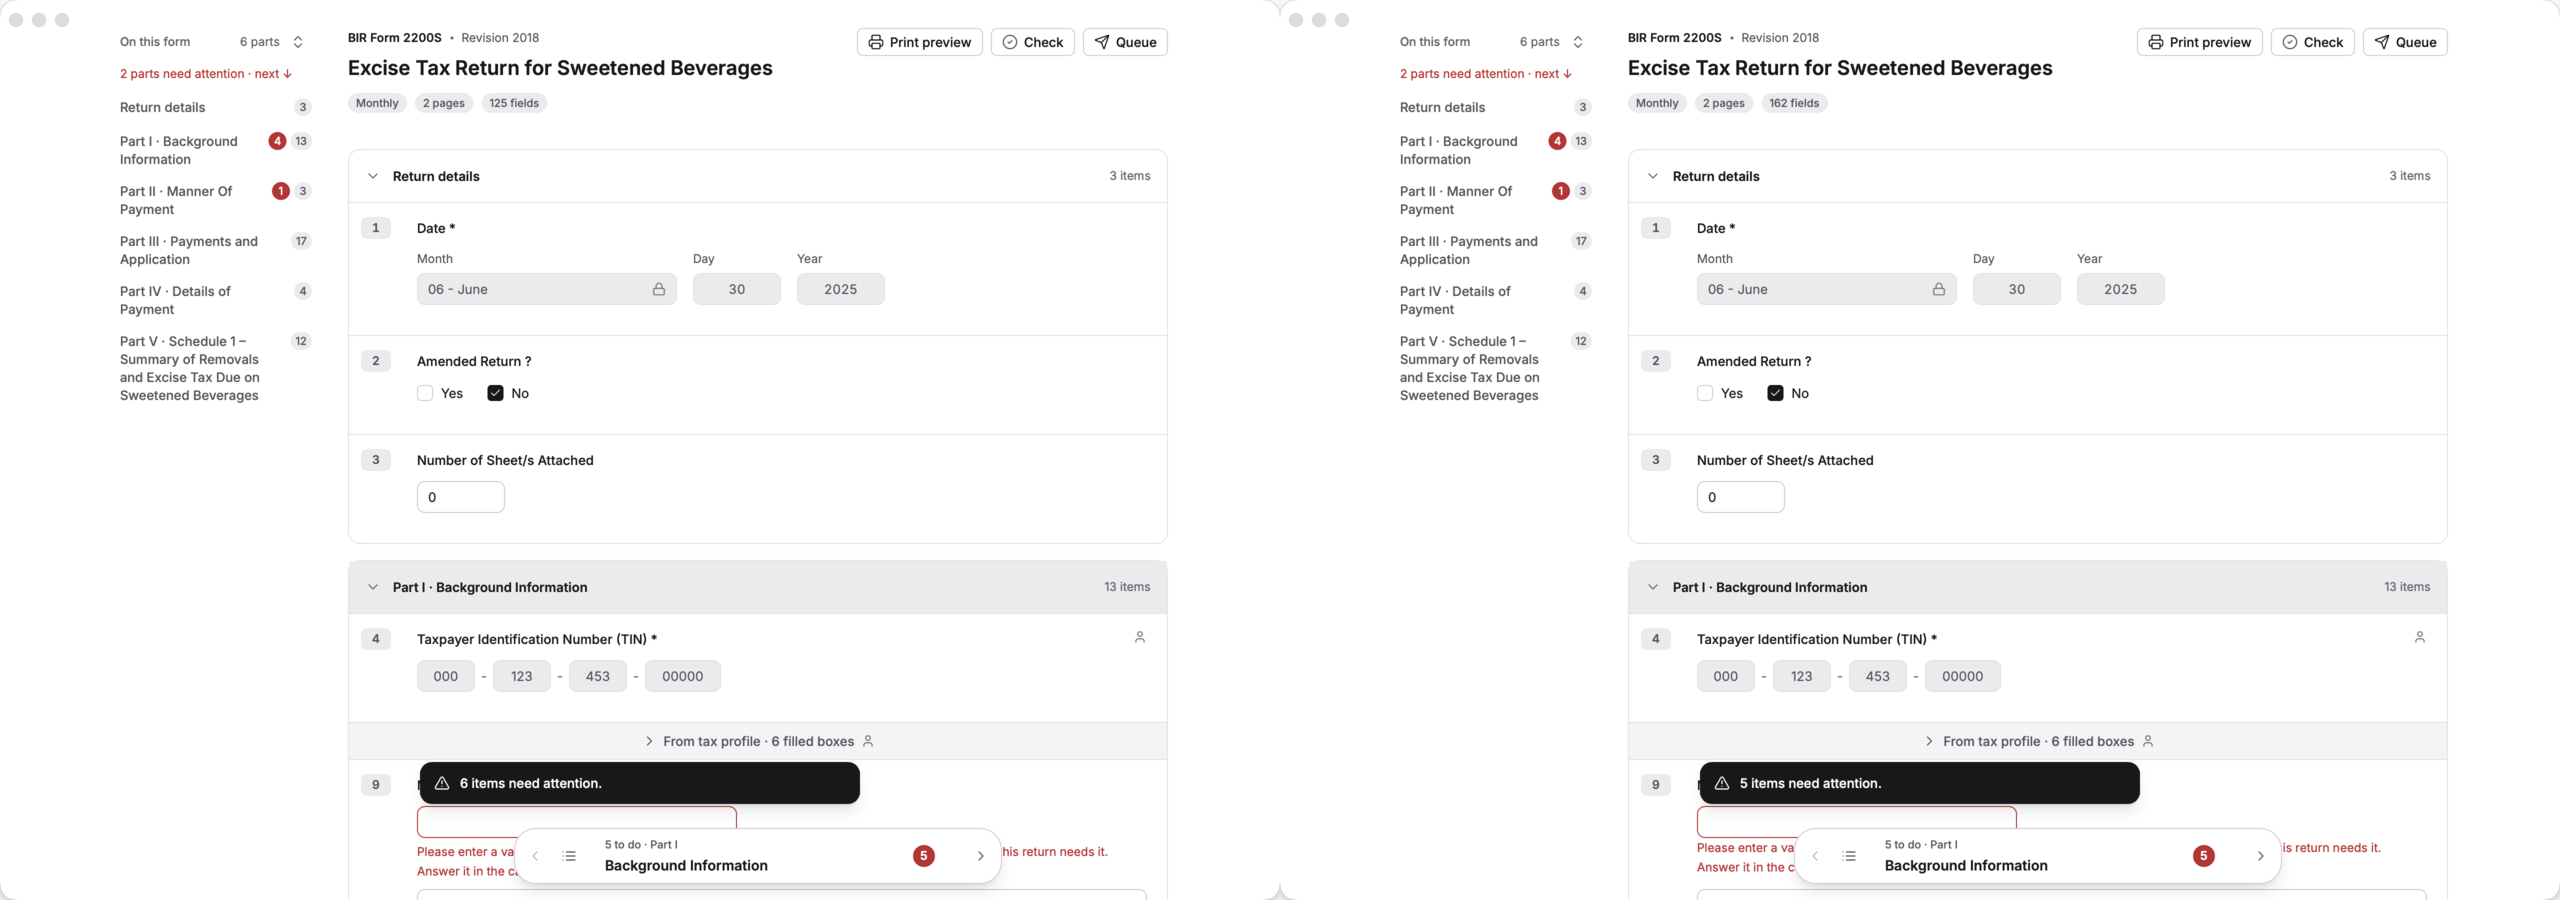 On this form
6 parts
2 parts need attention · next ↓
Return details 3
Part I · Background Information 4 13
Part II · Manner Of Payment 1 3
Part III · Payments and Application 17
Part IV · Details of Payment 4
Part V · Schedule 1 – Summary of Removals and Excise Tax Due on Sweetened Beverages 12
BIR Form 2200S • Revision 2018
Excise Tax Return for Sweetened Beverages
Monthly 2 pages 125 fields
Print preview Check Queue
Return details 3 items
1 Date *
Month Day Year
06 - June 30 2025
2 Amended Return ?
Yes No
3 Number of Sheet/s Attached
0
Part I · Background Information 13 items
4 Taxpayer Identification Number (TIN) *
000 - 123 - 453 - 00000
From tax profile · 6 filled boxes
9
6 items need attention.
Please enter a
his return needs it.
Answer it in the
5 to do · Part I
Background Information 5
On this form
6 parts
2 parts need attention · next ↓
Return details 3
Part I · Background Information 4 13
Part II · Manner Of Payment 1 3
Part III · Payments and Application 17
Part IV · Details of Payment 4
Part V · Schedule 1 – Summary of Removals and Excise Tax Due on Sweetened Beverages 12
BIR Form 2200S • Revision 2018
Excise Tax Return for Sweetened Beverages
Monthly 2 pages 162 fields
Print preview Check Queue
Return details 3 items
1 Date *
Month Day Year
06 - June 30 2025
2 Amended Return ?
Yes No
3 Number of Sheet/s Attached
0
Part I · Background Information 13 items
4 Taxpayer Identification Number (TIN) *
000 - 123 - 453 - 00000
From tax profile · 6 filled boxes
9
5 items need attention.
Please enter a
is return needs it.
Answer it in the
5 to do · Part I
Background Information 5